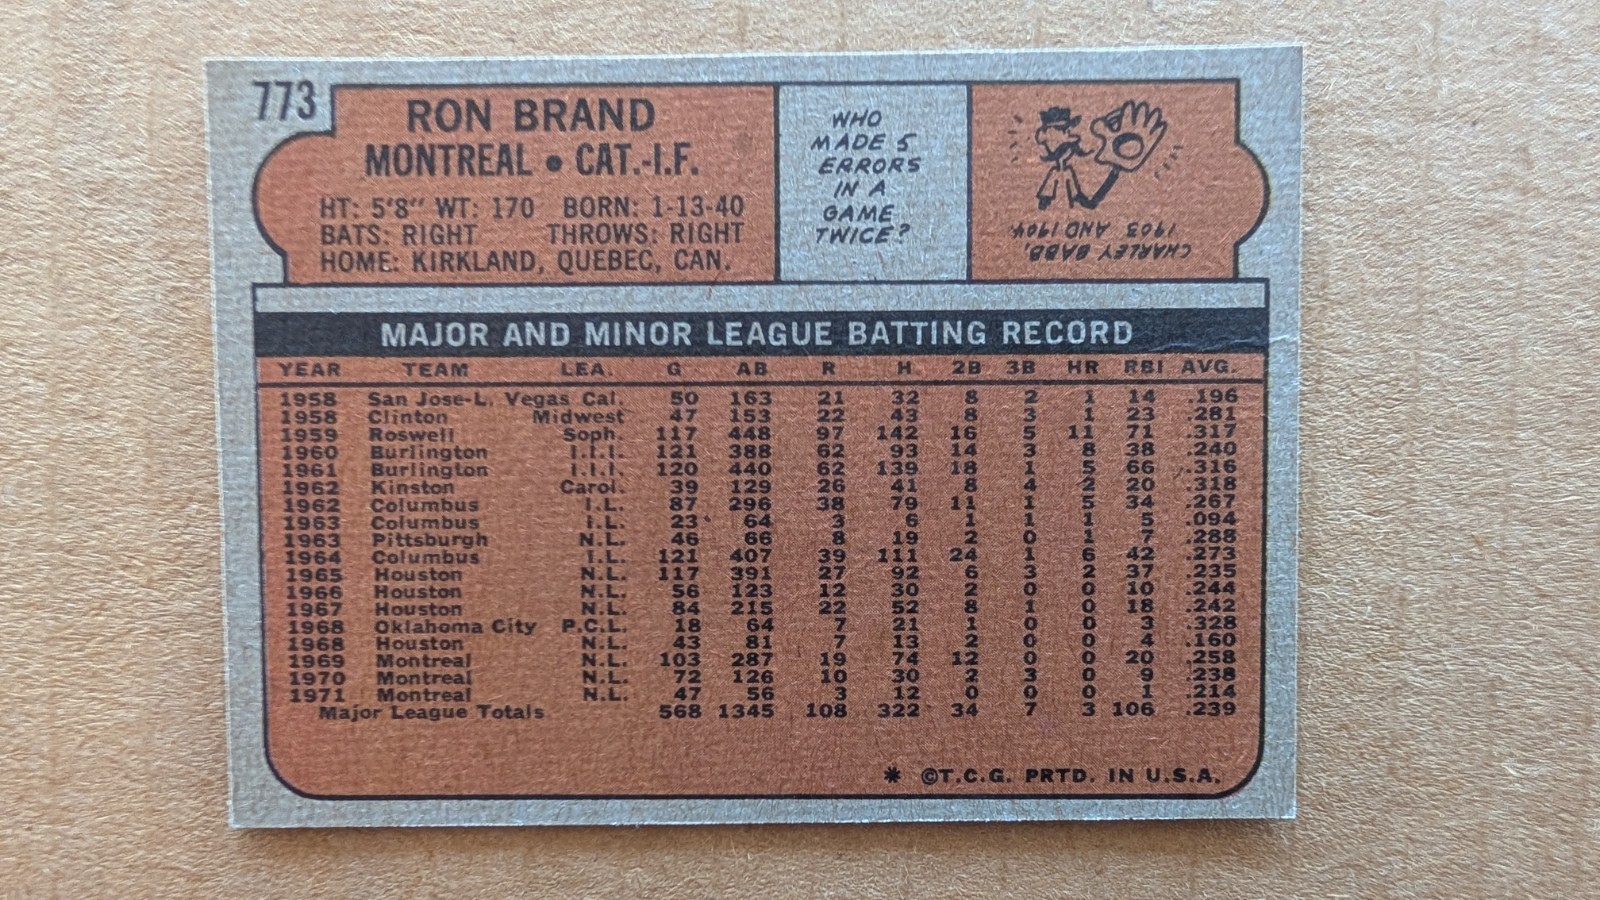 773
RON BRAND
MONTREAL • CAT.-I.F.
HT: 5'8" WT: 170 BORN: 1-13-40
BATS: RIGHT THROWS: RIGHT
HOME: KIRKLAND, QUEBEC, CAN.
WHO
MADE 5
ERRORS
IN A
GAME
TWICE?
CHARLEY BABB,
1903 AND 1904
MAJOR AND MINOR LEAGUE BATTING RECORD
YEAR TEAM LEA. G AB R H 2B 3B HR RBI AVG.
1958 San Jose-L. Vegas Cal. 50 163 21 32 8 2 1 14 .196
1958 Clinton Midwest 47 153 22 43 8 3 1 23 .281
1959 Roswell Soph. 117 448 97 142 16 5 11 71 .317
1960 Burlington I.I.I. 121 388 62 93 14 3 8 38 .240
1961 Burlington I.I.I. 120 440 62 139 18 1 5 66 .316
1962 Kinston Carol. 39 129 26 41 8 4 2 20 .318
1962 Columbus I.L. 87 296 38 79 11 1 5 34 .267
1963 Columbus I.L. 23 64 3 6 1 1 1 5 .094
1963 Pittsburgh N.L. 46 66 8 19 2 0 1 7 .288
1964 Columbus I.L. 121 407 39 111 24 1 6 42 .273
1965 Houston N.L. 117 391 27 92 6 3 2 37 .235
1966 Houston N.L. 56 123 12 30 2 0 0 10 .244
1967 Houston N.L. 84 215 22 52 8 1 0 18 .242
1968 Oklahoma City P.C.L. 18 64 7 21 1 0 0 3 .328
1968 Houston N.L. 43 81 7 13 2 0 0 4 .160
1969 Montreal N.L. 103 287 19 74 12 0 0 20 .258
1970 Montreal N.L. 72 126 10 30 2 3 0 9 .238
1971 Montreal N.L. 47 56 3 12 0 0 0 1 .214
Major League Totals 568 1345 108 322 34 7 3 106 .239
* ©T.C.G. PRTD. IN U.S.A.